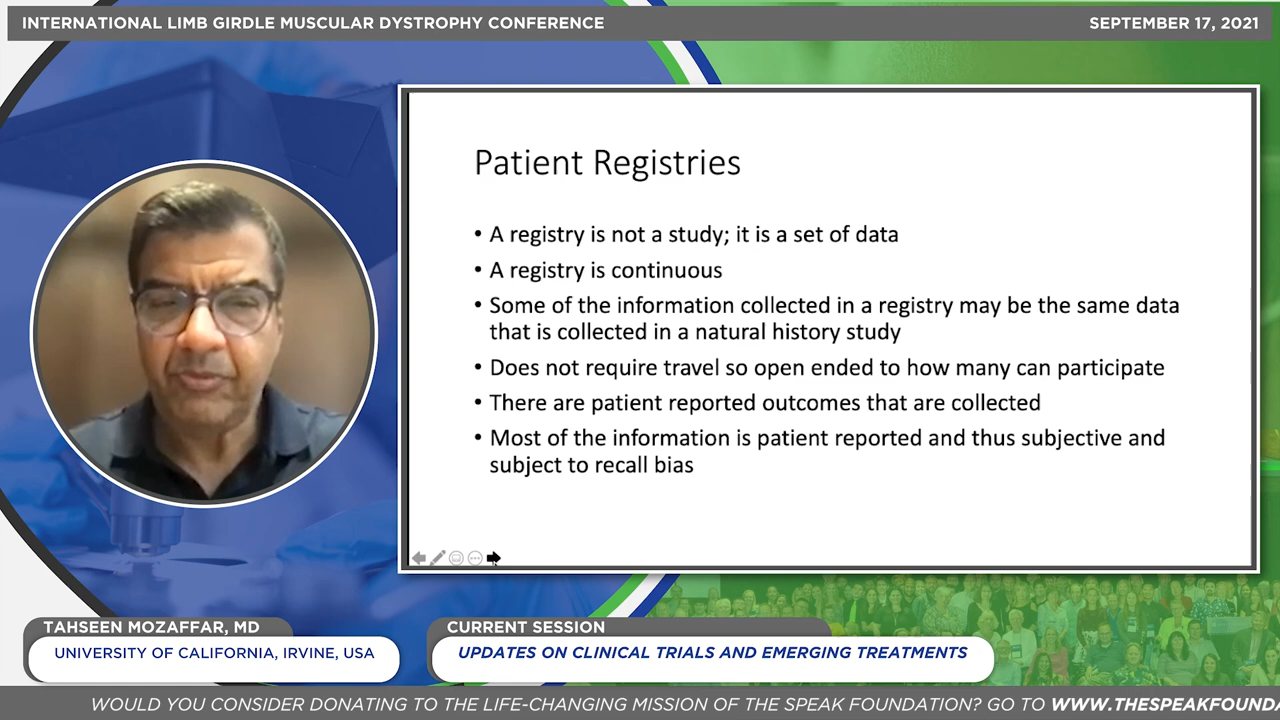 INTERNATIONAL LIMB GIRDLE MUSCULAR DYSTROPHY CONFERENCE
SEPTEMBER 17, 2021
Patient Registries
• A registry is not a study; it is a set of data
• A registry is continuous
• Some of the information collected in a registry may be the same data
that is collected in a natural history study
• Does not require travel so open ended to how many can participate
• There are patient reported outcomes that are collected
• Most of the information is patient reported and thus subjective and
subject to recall bias
TAHSEEN MOZAFFAR, MD
UNIVERSITY OF CALIFORNIA, IRVINE, USA
CURRENT SESSION
UPDATES ON CLINICAL TRIALS AND EMERGING TREATMENTS
WOULD YOU CONSIDER DONATING TO THE LIFE-CHANGING MISSION OF THE SPEAK FOUNDATION? GO TO WWW.THESPEAKFOUNDA